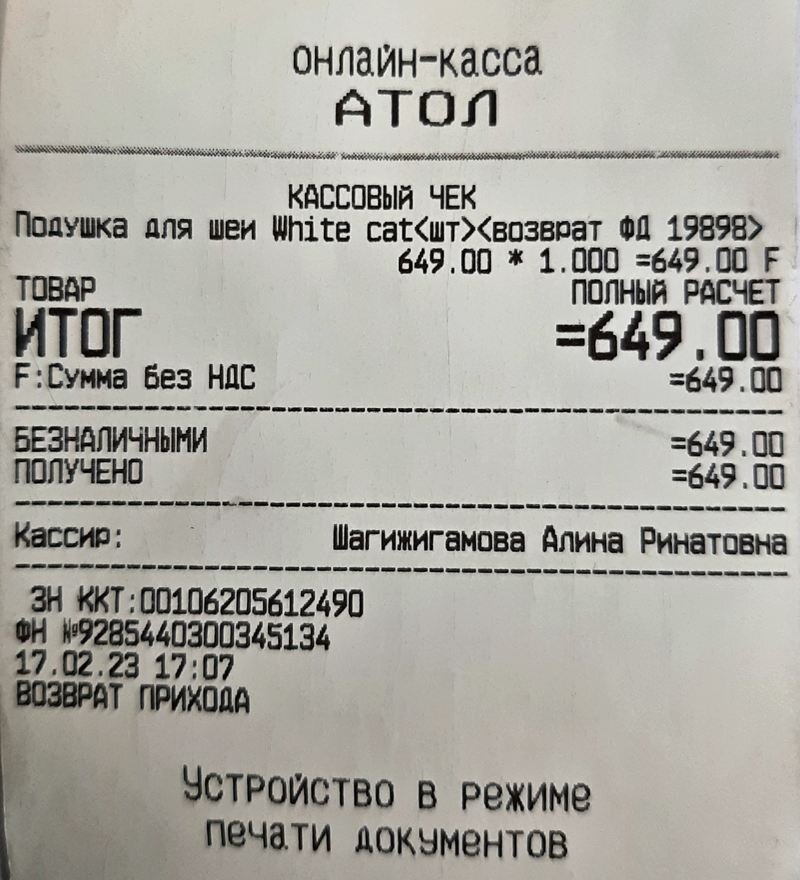 ОНЛАЙН-КАССА
АТОЛ
КАССОВЫЙ ЧЕК
Подушка для шеи White cat<шт><возврат ФД 19898>
649.00 * 1.000 =649.00 F
ТОВАР ПОЛНЫЙ РАСЧЕТ
ИТОГ =649.00
F:Сумма без НДС =649.00
БЕЗНАЛИЧНЫМИ =649.00
ПОЛУЧЕНО =649.00
Кассир: Шагижигамова Алина Ринатовна
ЗН ККТ:00106205612490
ФН №9285440300345134
17.02.23 17:07
ВОЗВРАТ ПРИХОДА
Устройство в режиме
печати документов